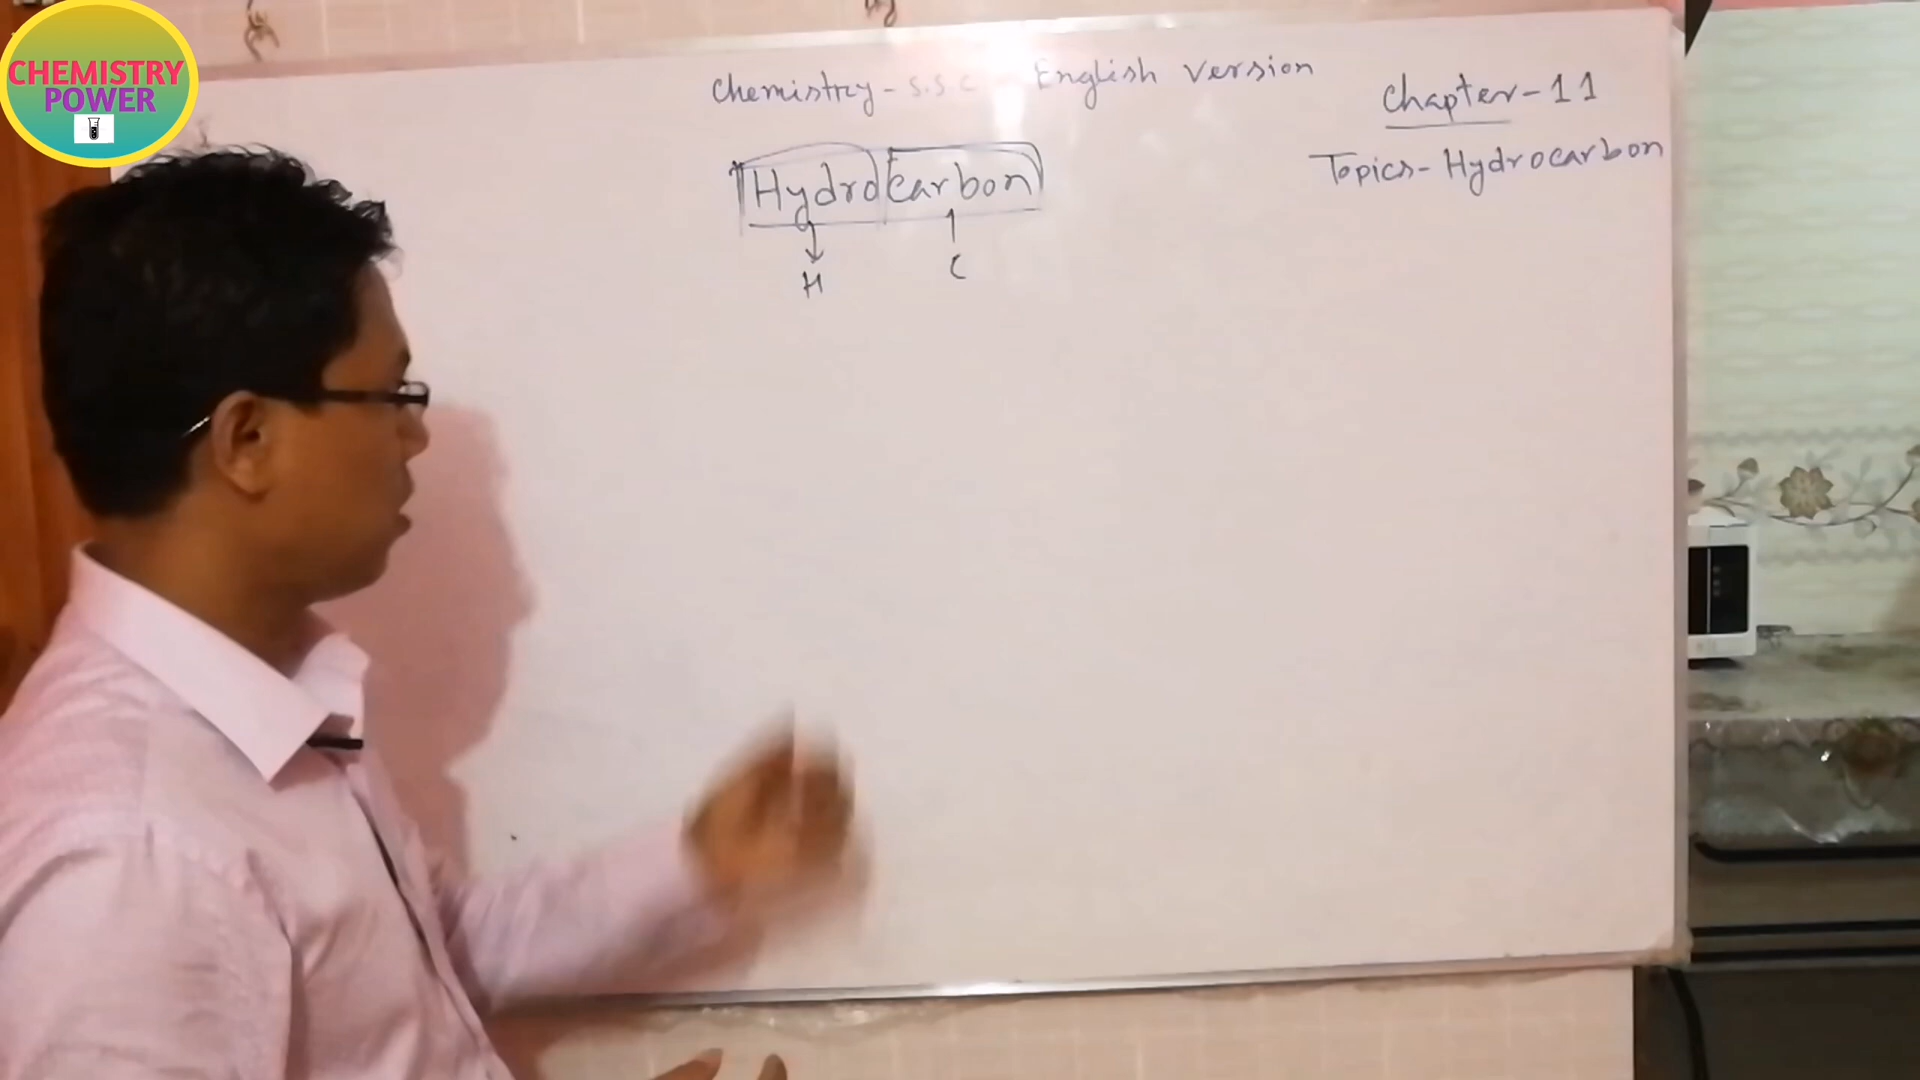 CHEMISTRY
POWER
Chemistry - S.S.C - English Version
Chapter-11
Topics- Hydrocarbon
Hydrocarbon
H C